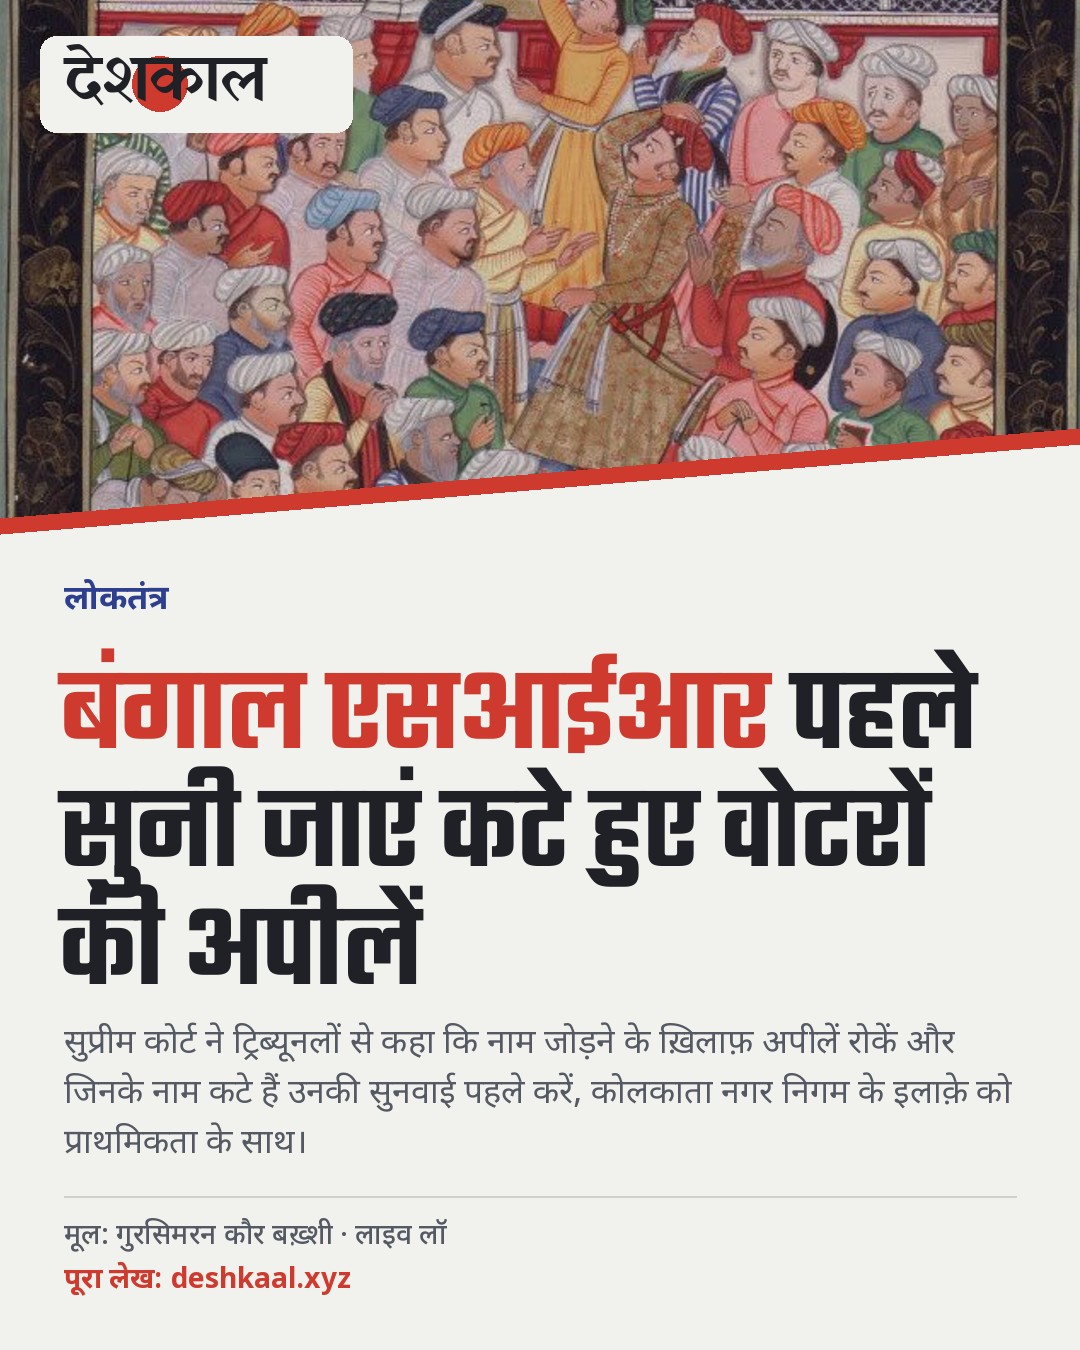 देशकाल
लोकतंत्र
बंगाल एसआईआर पहले
सुनी जाएं कटे हुए वोटरों
की अपीलें
सुप्रीम कोर्ट ने ट्रिब्यूनलों से कहा कि नाम जोड़ने के ख़िलाफ़ अपीलें रोकें और
जिनके नाम कटे हैं उनकी सुनवाई पहले करें, कोलकाता नगर निगम के इलाक़े को
प्राथमिकता के साथ।
मूल: गुरसिमरन कौर बख़्शी · लाइव लॉ
पूरा लेख: deshkaal.xyz